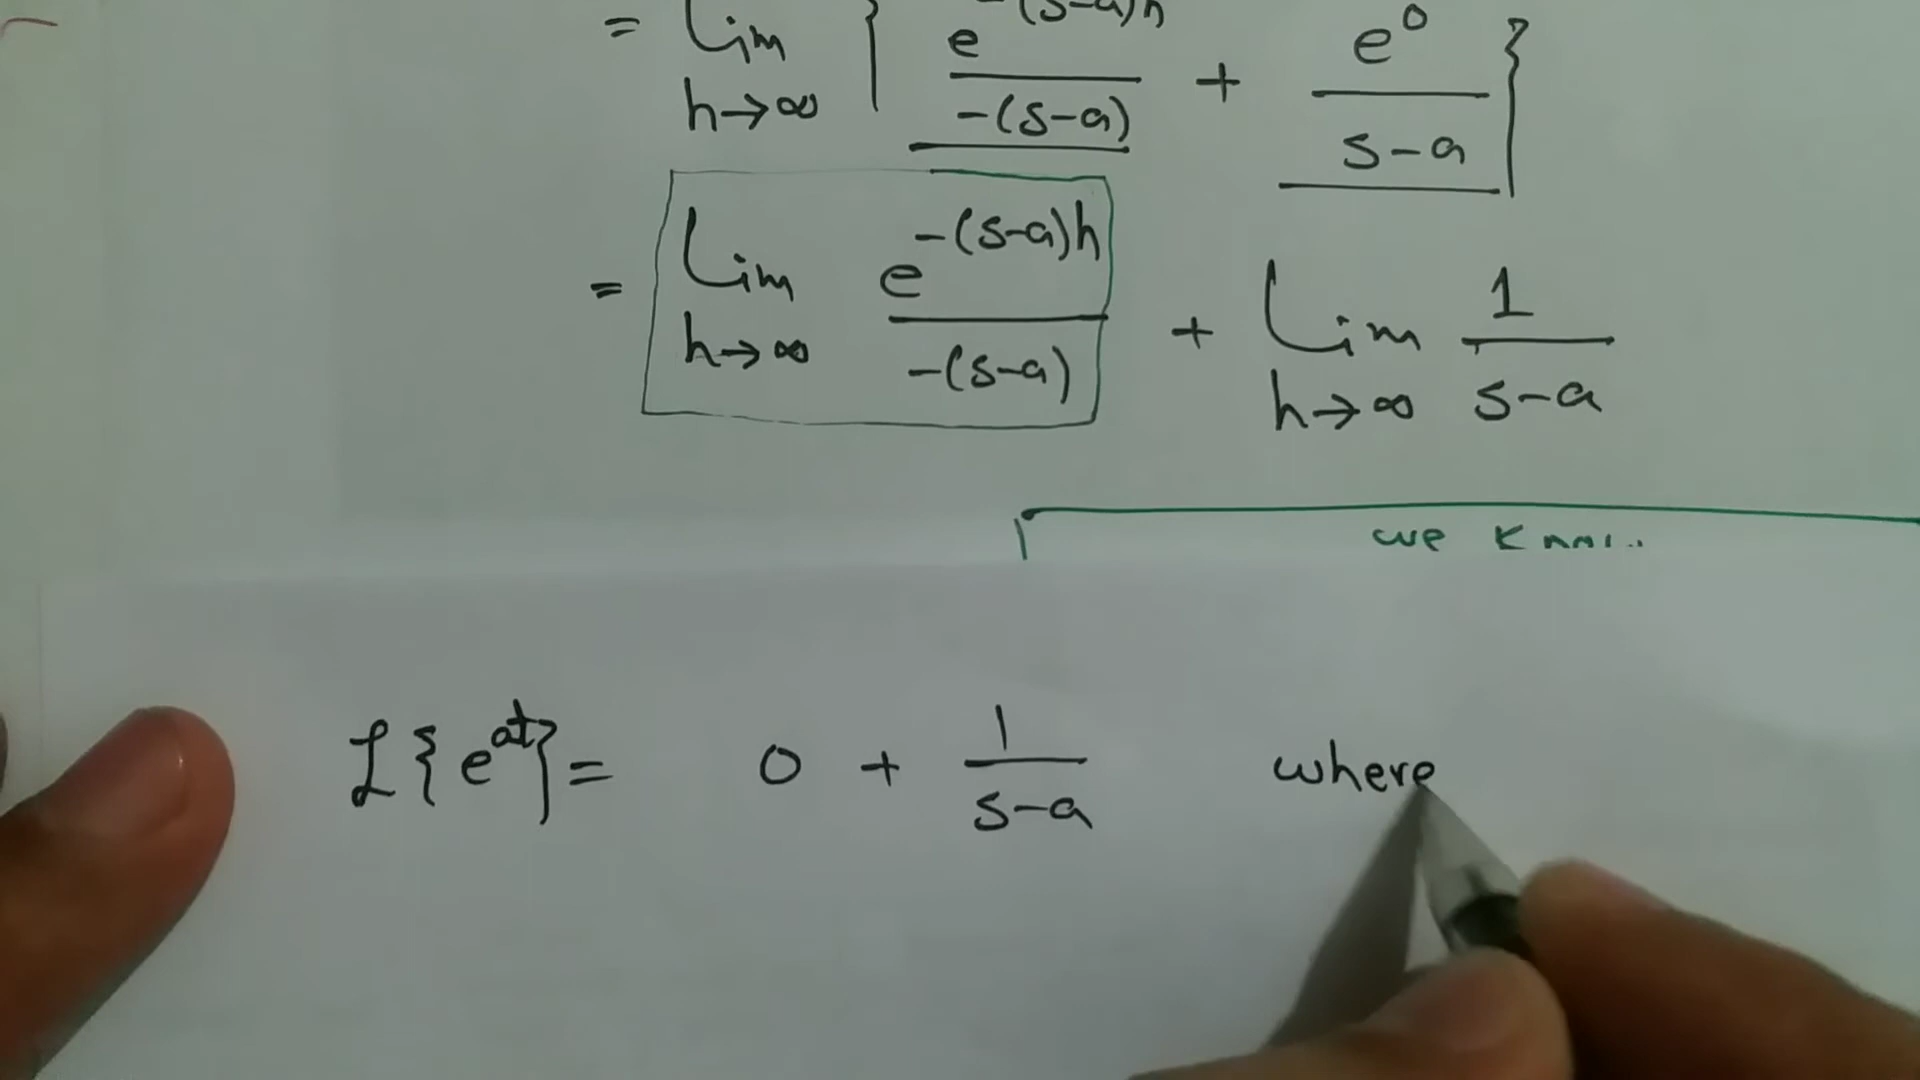 = Lim h→∞ { e^-(s-a)h / -(s-a) + e^0 / s-a }
= Lim h→∞ e^-(s-a)h / -(s-a) + Lim h→∞ 1 / s-a
we
L{e^at} = 0 + 1 / s-a where